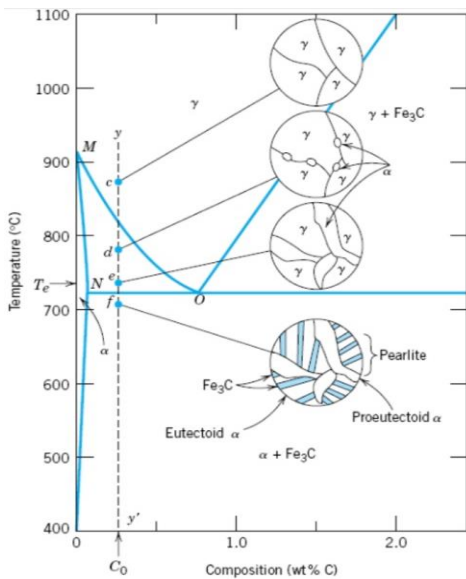 1100
1000
900
800
700
600
500
400
Temperature (°C)
γ
γ
γ
γ
γ
y
γ + Fe₃C
M
c
γ
γ
γ
γ
α
d
e
γ
γ
γ
γ
Tₑ
N
O
f
α
Pearlite
Fe₃C
Proeutectoid α
Eutectoid α
α + Fe₃C
y′
0
1.0
2.0
C₀
Composition (wt% C)